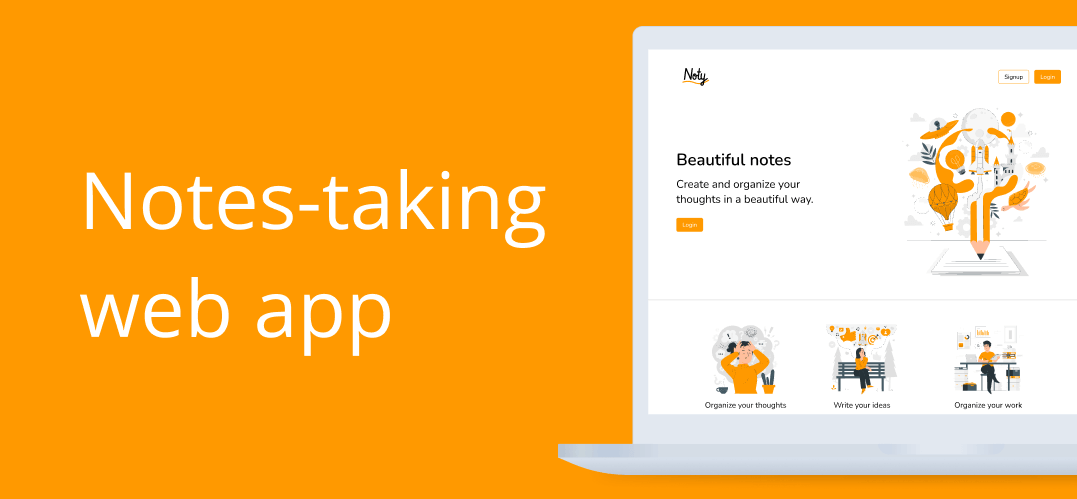 Notes-taking
web app
Noty
Signup
Login
Beautiful notes
Create and organize your
thoughts in a beautiful way.
Login
Organize your thoughts
Write your ideas
Organize your work